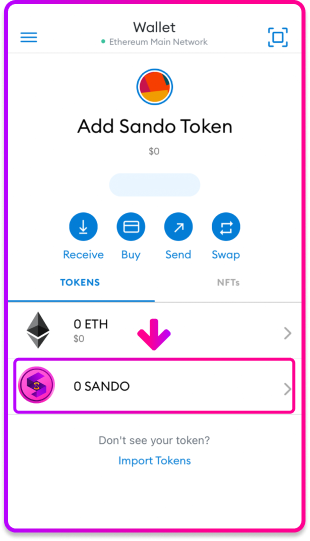 Wallet
Ethereum Main Network
Add Sando Token
$0
Receive Buy Send Swap
TOKENS NFTs
0 ETH
$0
0 SANDO
Don't see your token?
Import Tokens